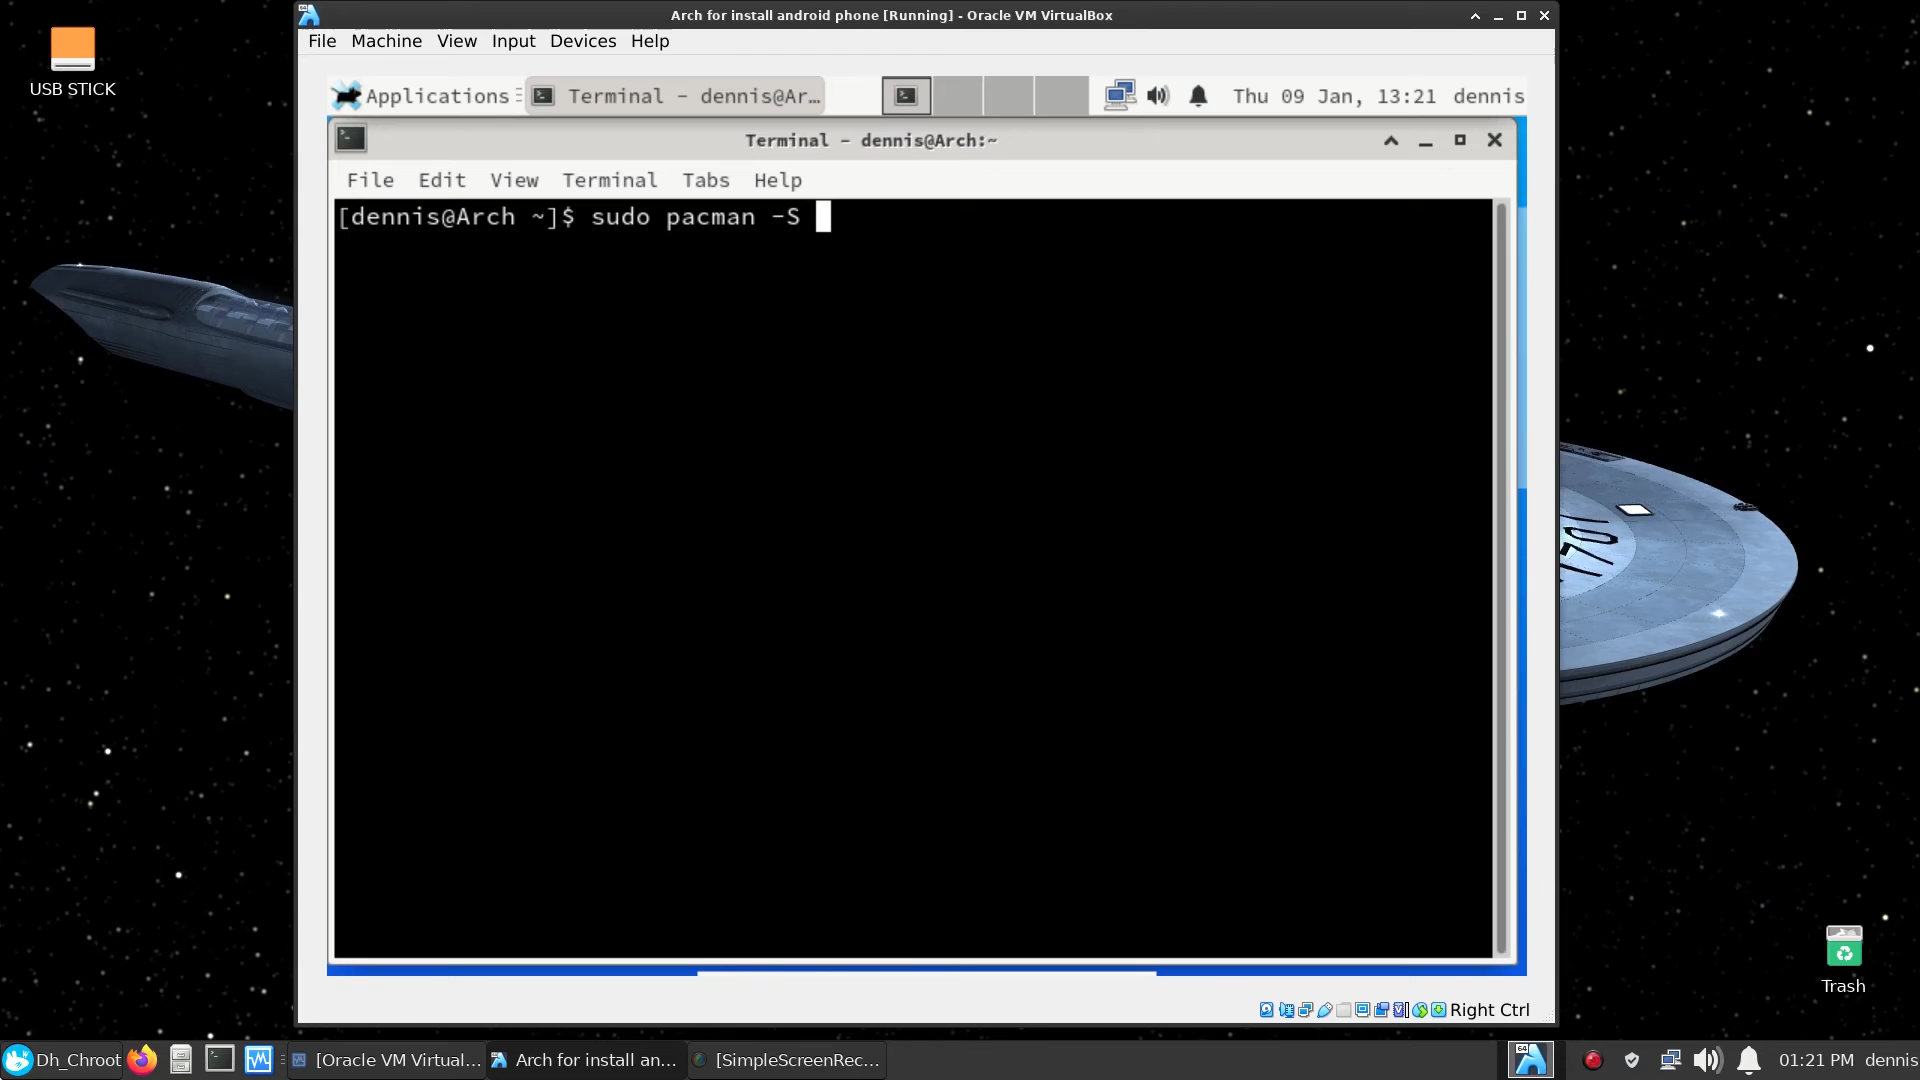 Arch for install android phone [Running] - Oracle VM VirtualBox
File Machine View Input Devices Help
USB STICK
Applications Terminal - dennis@Ar... Thu 09 Jan, 13:21 dennis
Terminal - dennis@Arch:~
File Edit View Terminal Tabs Help
[dennis@Arch ~]$ sudo pacman -S
Trash
Right Ctrl
Dh_Chroot [Oracle VM Virtual... 64 Arch for install an... [SimpleScreenRec... 64 01:21 PM dennis